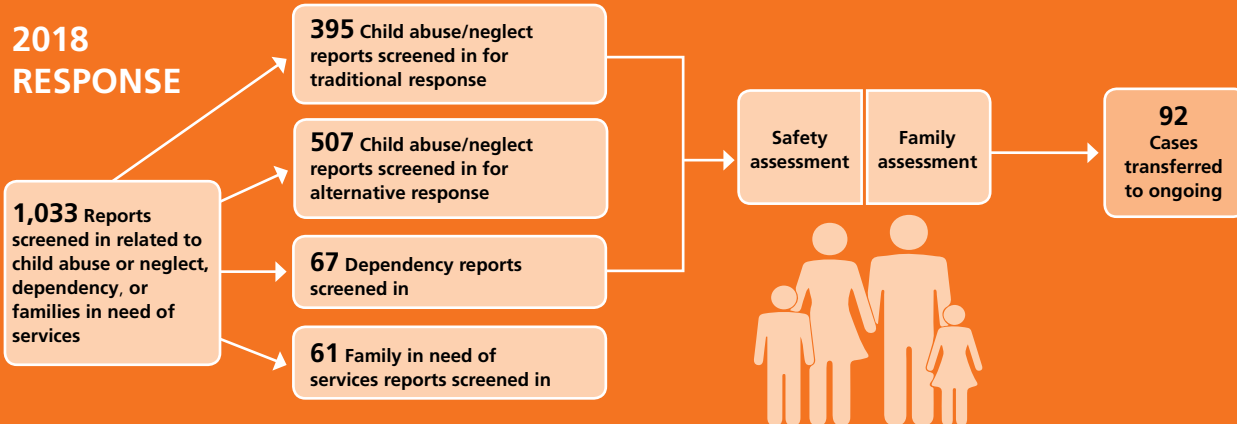 2018
RESPONSE
1,033 Reports
screened in related to
child abuse or neglect,
dependency, or
families in need of
services
395 Child abuse/neglect
reports screened in for
traditional response
507 Child abuse/neglect
reports screened in for
alternative response
67 Dependency reports
screened in
61 Family in need of
services reports screened in
Safety
assessment
Family
assessment
92
Cases
transferred
to ongoing